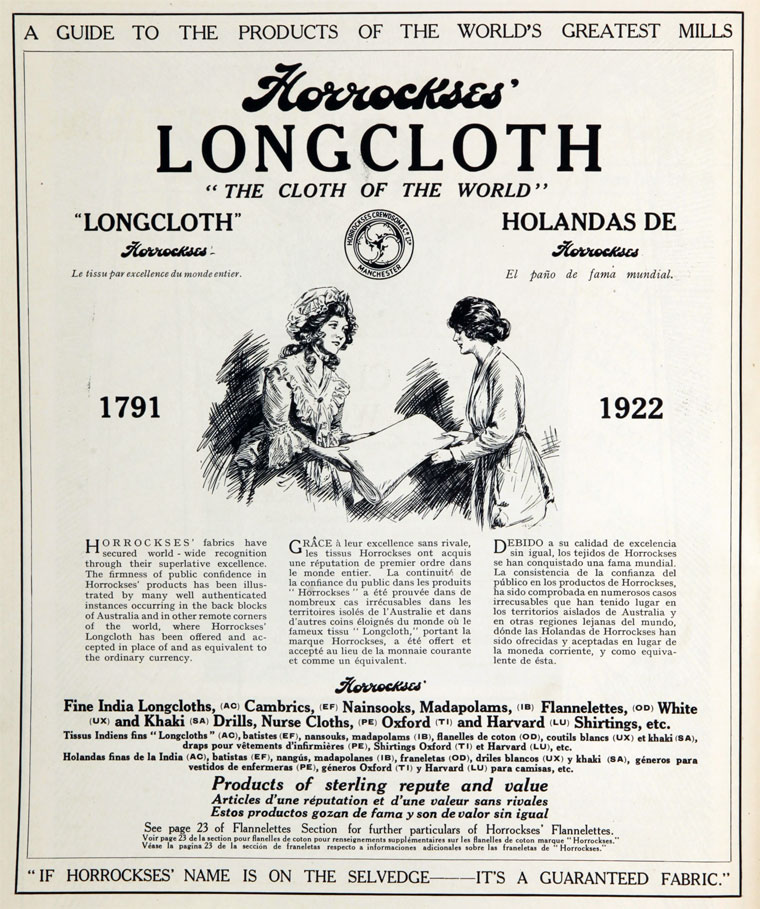 A GUIDE TO THE PRODUCTS OF THE WORLD'S GREATEST MILLS
Horrockses'
LONGCLOTH
"THE CLOTH OF THE WORLD"
"LONGCLOTH"
Horrockses'
Le tissu par excellence du monde entier.
HORROCKSES CREWDSON & Co Ltd
MANCHESTER
HOLANDAS DE
Horrockses
El paño de fama mundial.
1791
1922
HORROCKSES' fabrics have
secured world-wide recognition
through their superlative excellence.
The firmness of public confidence in
Horrockses' products has been illus-
trated by many well authenticated
instances occurring in the back blocks
of Australia and in other remote corners
of the world, where Horrockses'
Longcloth has been offered and ac-
cepted in place of and as equivalent to
the ordinary currency.
GRÂCE à leur excellence sans rivale,
les tissus Horrockses ont acquis
une réputation de premier ordre dans
le monde entier. La continuité de
la confiance du public dans les produits
"Horrockses" a été prouvée dans de
nombreux cas irrécusables dans les
territoires isolés de l'Australie et dans
d'autres coins éloignés du monde où le
fameux tissu "Longcloth," portant la
marque Horrockses, a été offert et
accepté au lieu de la monnaie courante
et comme un équivalent.
DEBIDO a su calidad de excelencia
sin igual, los tejidos de Horrockses
se han conquistado una fama mundial.
La consistencia de la confianza del
público en los productos de Horrockses,
ha sido comprobada en numerosos casos
irrecusables que han tenido lugar en
los territorios aislados de Australia y
en otras regiones lejanas del mundo,
dónde las Holandas de Horrockses han
sido ofrecidas y aceptadas en lugar de
la moneda corriente, y como equiva-
lente de ésta.
Horrockses'
Fine India Longcloths, (AC) Cambrics, (EF) Nainsooks, Madapolams, (IB) Flannelettes, (OD) White
(UX) and Khaki (SA) Drills, Nurse Cloths, (PE) Oxford (TI) and Harvard (LU) Shirtings, etc.
Tissus Indiens fins "Longcloths" (AC), batistes (EF), nansouks, madapolams (IB), flanelles de coton (OD), coutils blancs (UX) et khaki (SA),
draps pour vêtements d'infirmières (PE), Shirtings Oxford (TI) et Harvard (LU), etc.
Holandas finas de la India (AC), batistas (EF), nangús, madapolanes (IB), franeletas (OD), driles blancos (UX) y khaki (SA), géneros para
vestidos de enfermeras (PE), géneros Oxford (TI) y Harvard (LU) para camisas, etc.
Products of sterling repute and value
Articles d'une réputation et d'une valeur sans rivales
Estos productos gozan de fama y son de valor sin igual
See page 23 of Flannelettes Section for further particulars of Horrockses' Flannelettes.
Voir page 23 de la section pour flanelles de coton pour renseignements supplémentaires sur les flanelles de coton marque "Horrockses."
Véase la pagina 23 de la sección de franeletas respecto a informaciones adicionales sobre las franeletas de "Horrockses."
"IF HORROCKSES' NAME IS ON THE SELVEDGE——IT'S A GUARANTEED FABRIC."